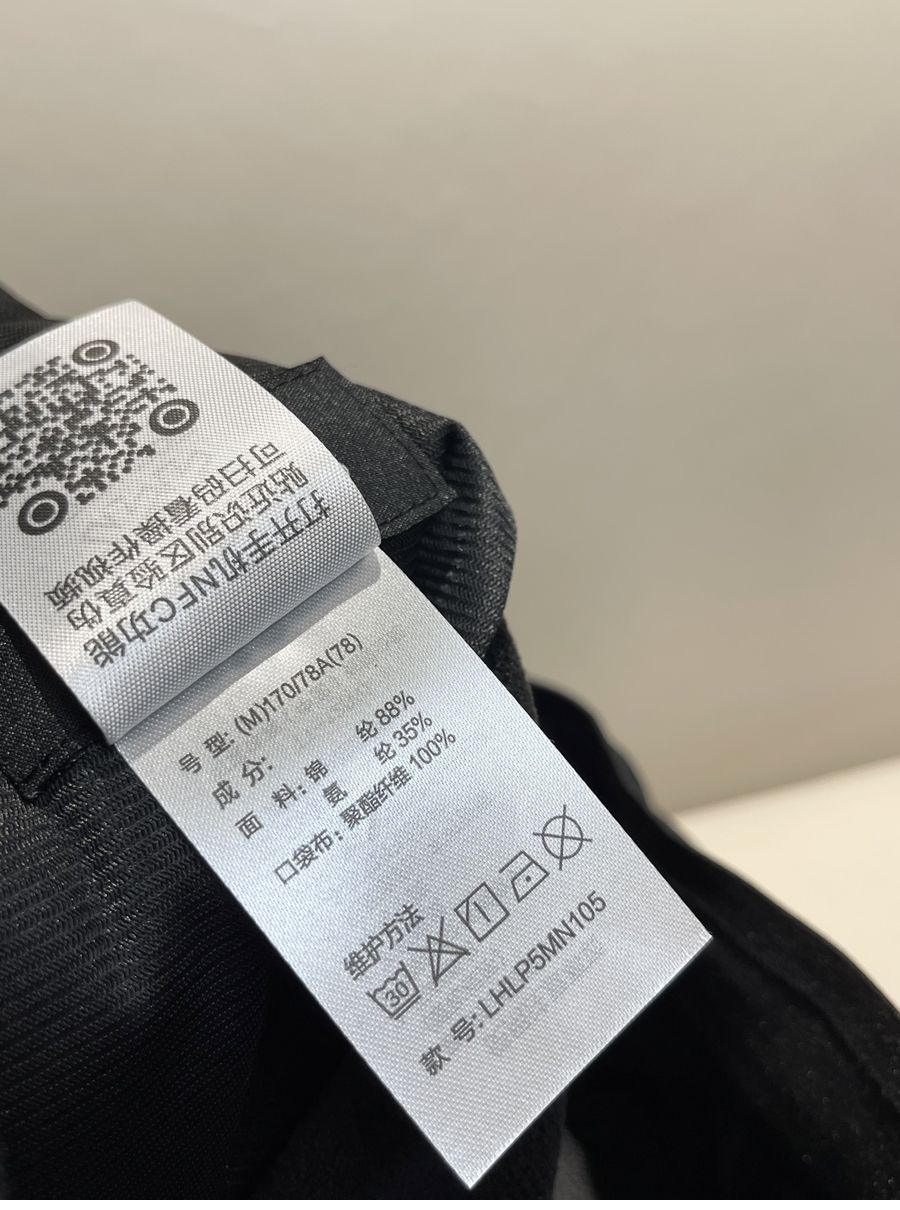 打开手机NFC功能
贴近识别区验真伪
可扫码看操作视频
号 型: (M)170/78A(78)
成 分:
面 料: 锦 纶 88%
氨 纶 35%
口袋布: 聚酯纤维 100%
维护方法
30
款 号: LHLP5MN105